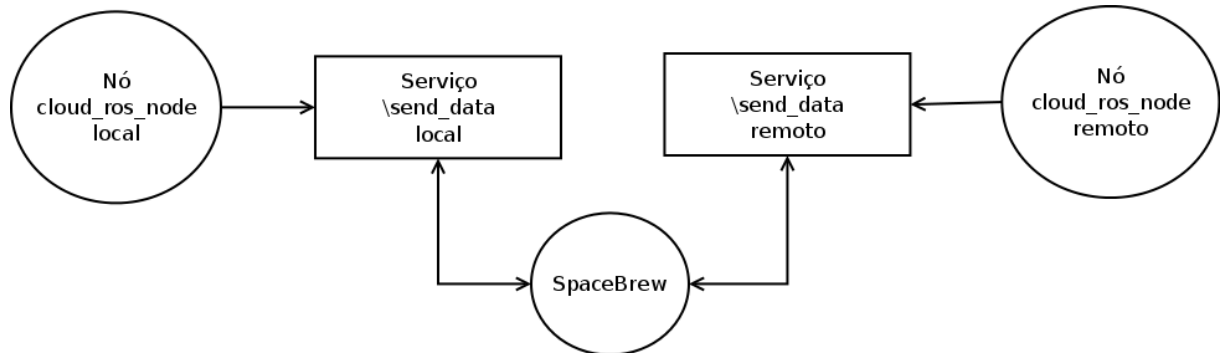 Nó
cloud_ros_node
local
Serviço
\send_data
local
Serviço
\send_data
remoto
Nó
cloud_ros_node
remoto
SpaceBrew